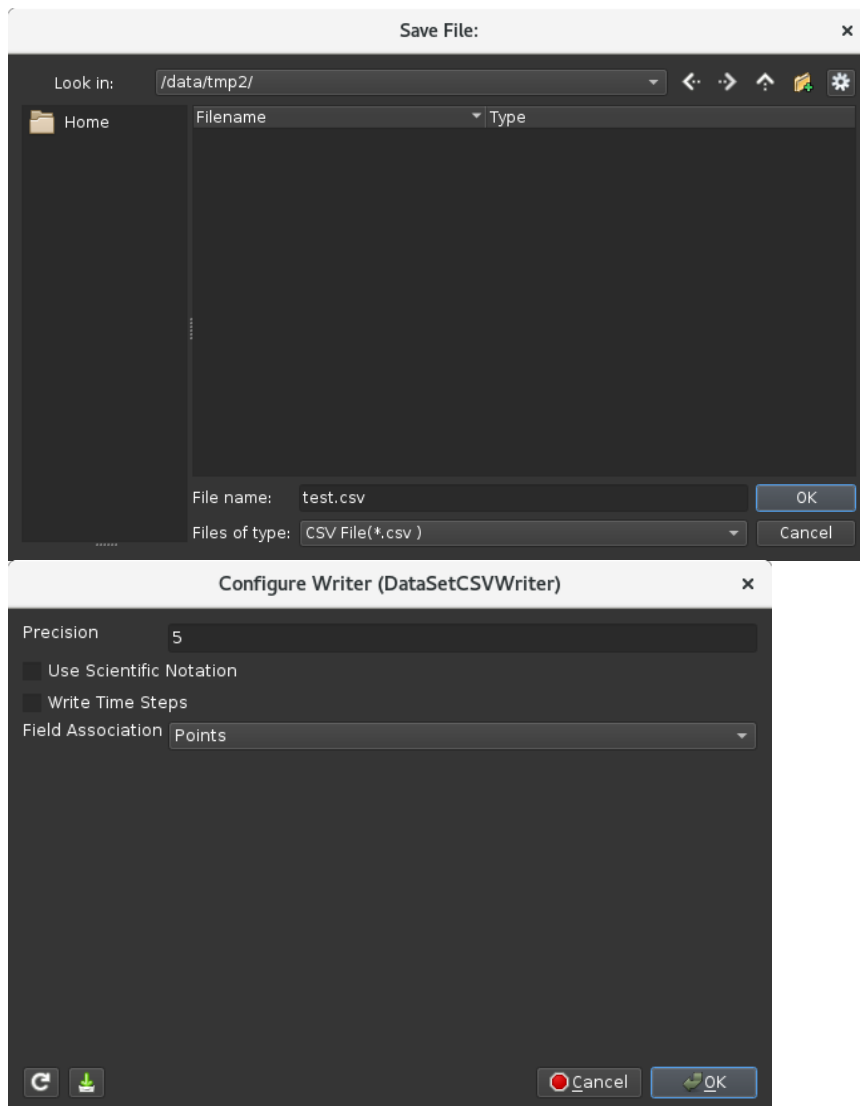 Save File:
Look in: /data/tmp2/
Home
Filename Type
File name: test.csv OK
Files of type: CSV File(*.csv ) Cancel
Configure Writer (DataSetCSVWriter)
Precision 5
Use Scientific Notation
Write Time Steps
Field Association Points
Cancel OK